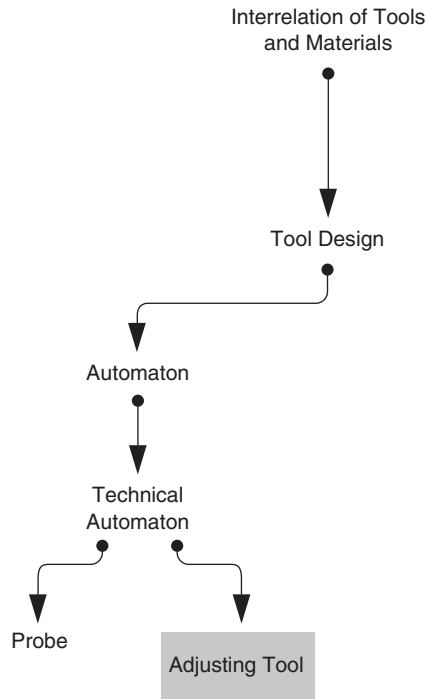 Interrelation of Tools
and Materials
Tool Design
Automaton
Technical
Automaton
Probe
Adjusting Tool